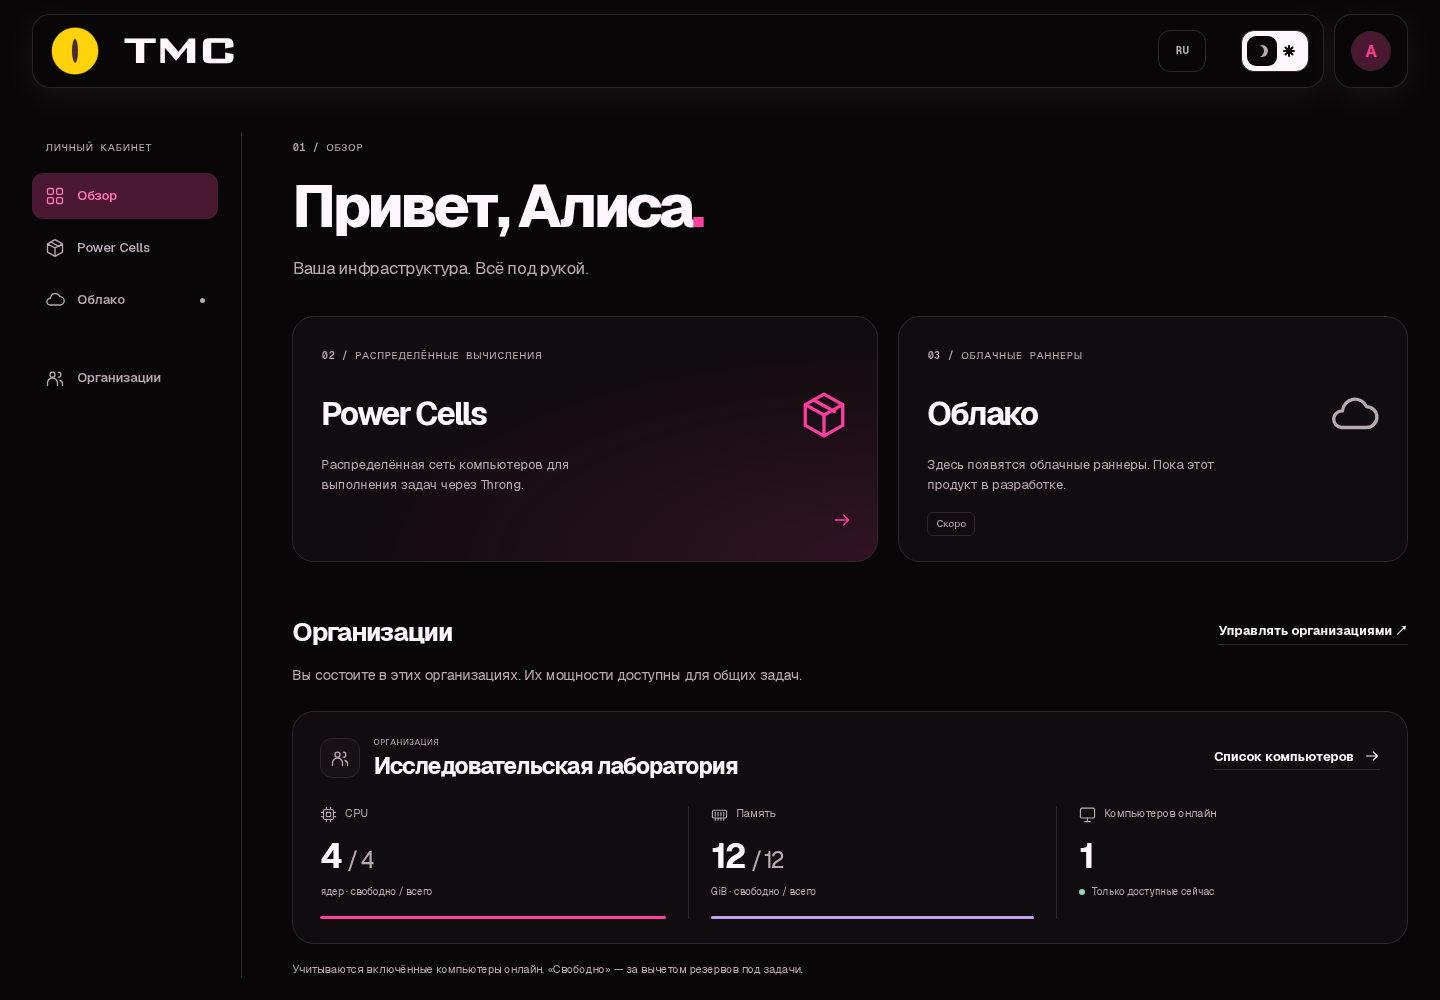 TMC
RU
A
ЛИЧНЫЙ КАБИНЕТ
Обзор
Power Cells
Облако
Организации
01 / ОБЗОР
Привет, Алиса.
Ваша инфраструктура. Всё под рукой.
02 / РАСПРЕДЕЛЁННЫЕ ВЫЧИСЛЕНИЯ
Power Cells
Распределённая сеть компьютеров для
выполнения задач через Throng.
03 / ОБЛАЧНЫЕ РАННЕРЫ
Облако
Здесь появятся облачные раннеры. Пока этот
продукт в разработке.
Скоро
Организации
Управлять организациями ↗
Вы состоите в этих организациях. Их мощности доступны для общих задач.
ОРГАНИЗАЦИЯ
Исследовательская лаборатория
Список компьютеров →
CPU
4 / 4
ядер · свободно / всего
Память
12 / 12
GiB · свободно / всего
Компьютеров онлайн
1
Только доступные сейчас
Учитываются включённые компьютеры онлайн. «Свободно» — за вычетом резервов под задачи.